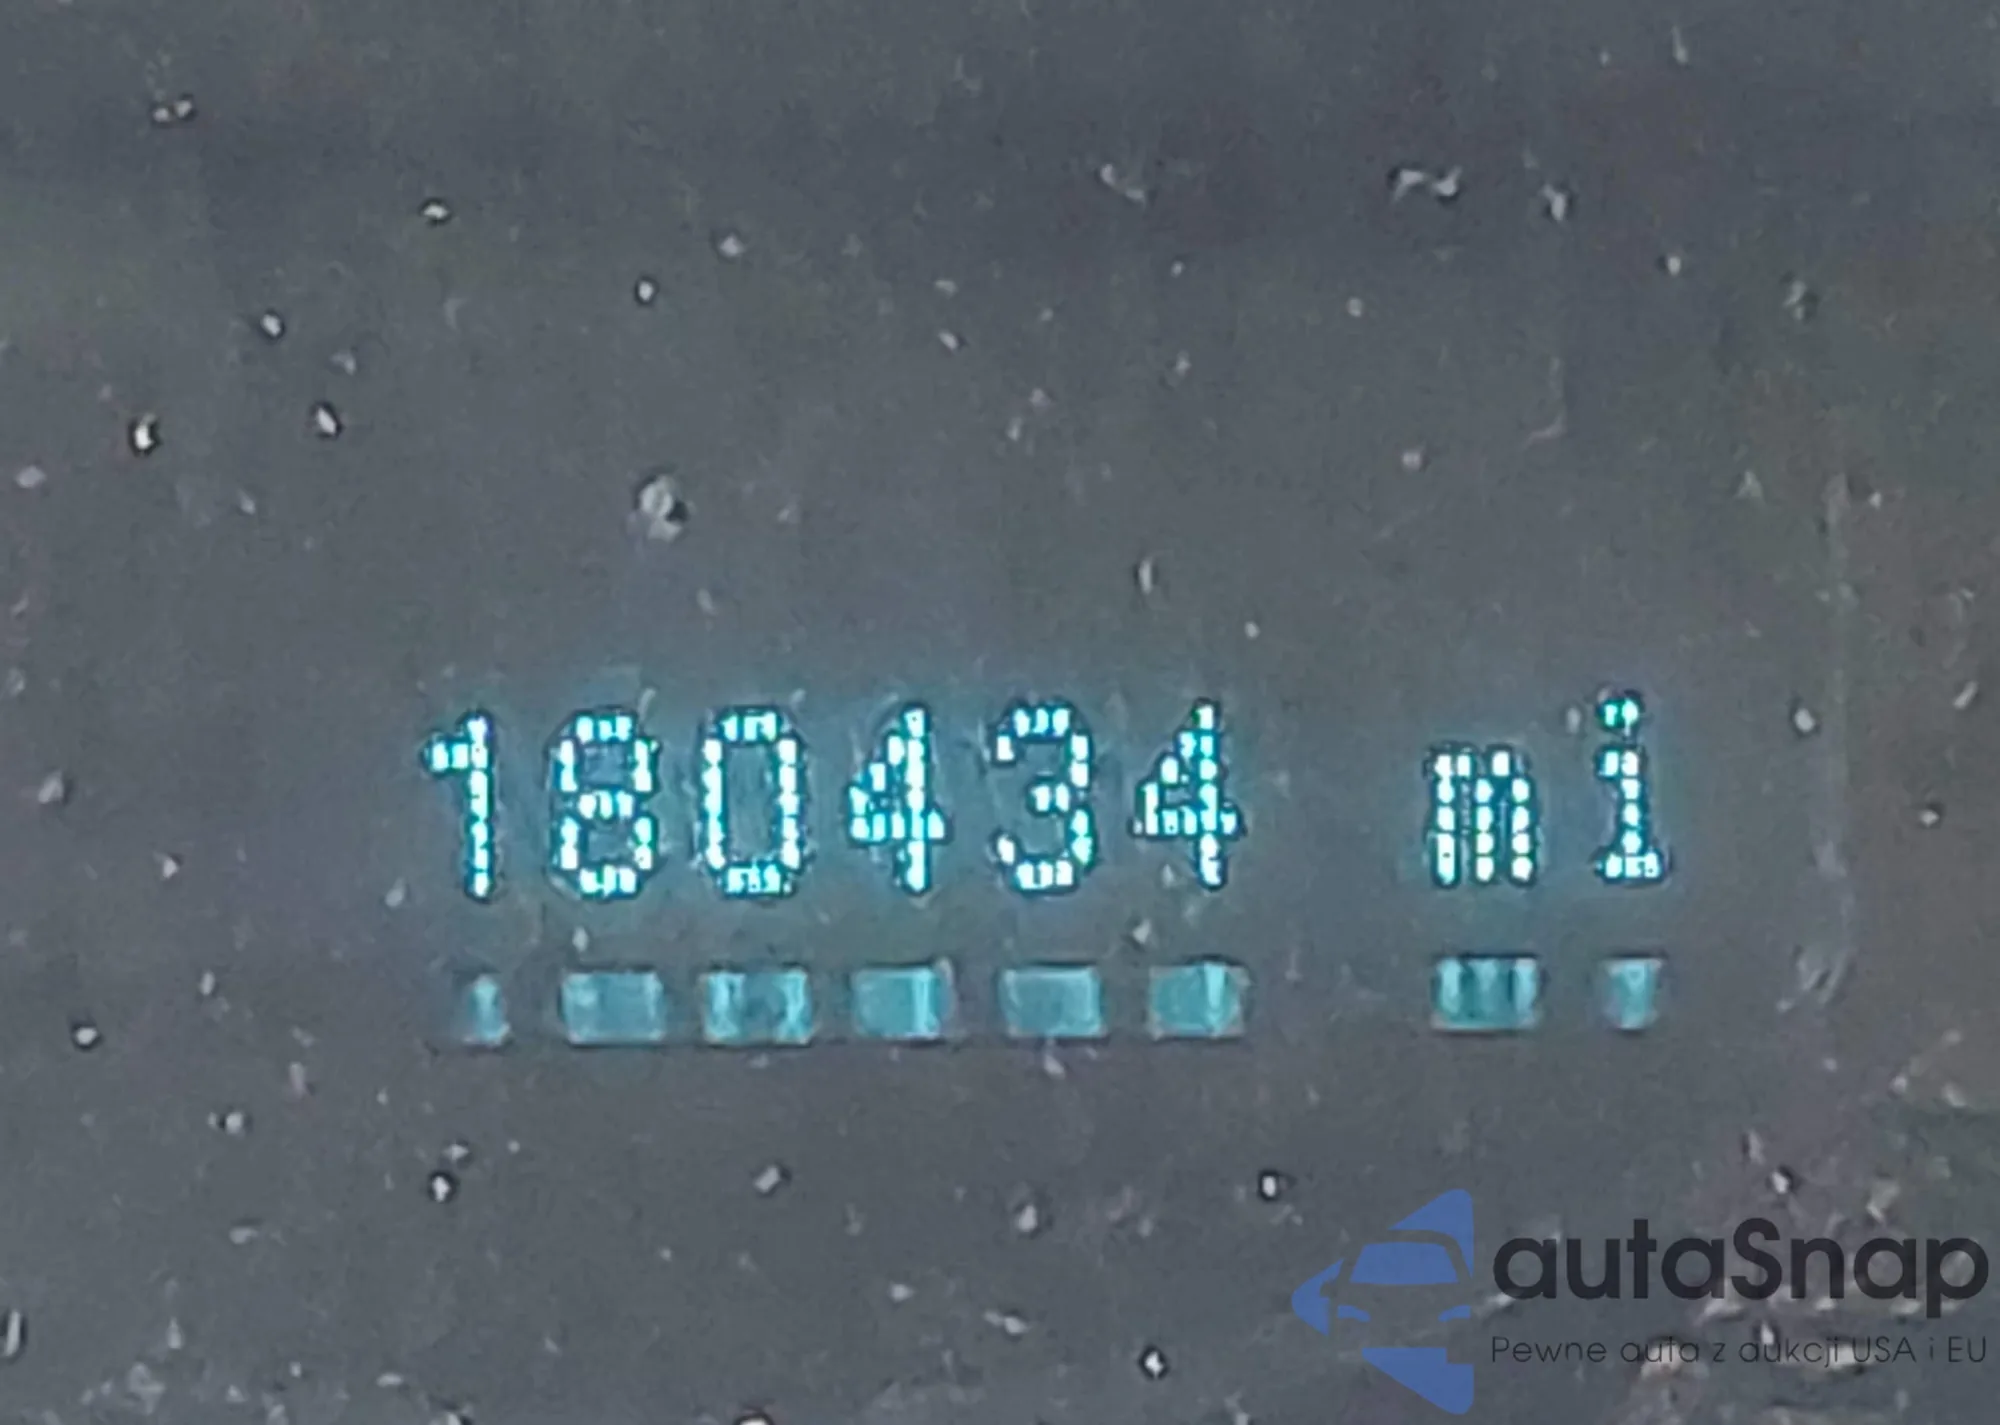 180434 mi
autaSnap
Pewne auta z aukcji USA i EU